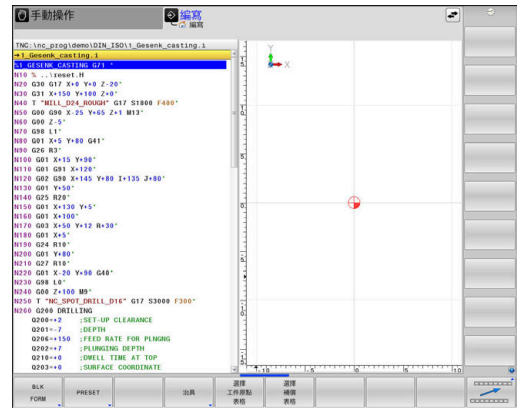 手動操作
編寫
編寫
TNC:\nc_prog\demo\DIN_ISO\1_Gesenk_casting.i
→1_Gesenk_casting.i
%1_GESENK_CASTING G71 *
N10 % ..\reset.H
N20 G30 G17 X+0 Y+0 Z-20*
N30 G31 X+150 Y+100 Z+0*
N40 T "MILL_D24_ROUGH" G17 S1800 F400*
N50 G00 G90 X-25 Y+65 Z+1 M13*
N60 G00 Z-5*
N70 G98 L1*
N80 G01 X+5 Y+80 G41*
N90 G26 R3*
N100 G01 X+15 Y+90*
N110 G01 G91 X+120*
N120 G02 G90 X+145 Y+80 I+135 J+80*
N130 G01 Y+50*
N140 G25 R20*
N150 G01 X+130 Y+5*
N160 G01 X+100*
N170 G03 X+50 Y+12 R+30*
N180 G01 X+5*
N190 G24 R10*
N200 G01 Y+80*
N210 G27 R10*
N220 G01 X-20 Y+90 G40*
N230 G98 L0*
N240 G00 Z+100 M9*
N250 T "NC_SPOT_DRILL_D16" G17 S3000 F300*
N260 G200 DRILLING
Q200=+2 ;SET-UP CLEARANCE
Q201=-7 ;DEPTH
Q206=+150 ;FEED RATE FOR PLNGNG
Q202=+7 ;PLUNGING DEPTH
Q210=+0 ;DWELL TIME AT TOP
Q203=+0 ;SURFACE COORDINATE
Y
X
BLK
FORM
PRESET
治具
選擇
工件原點
表格
選擇
補償
表格